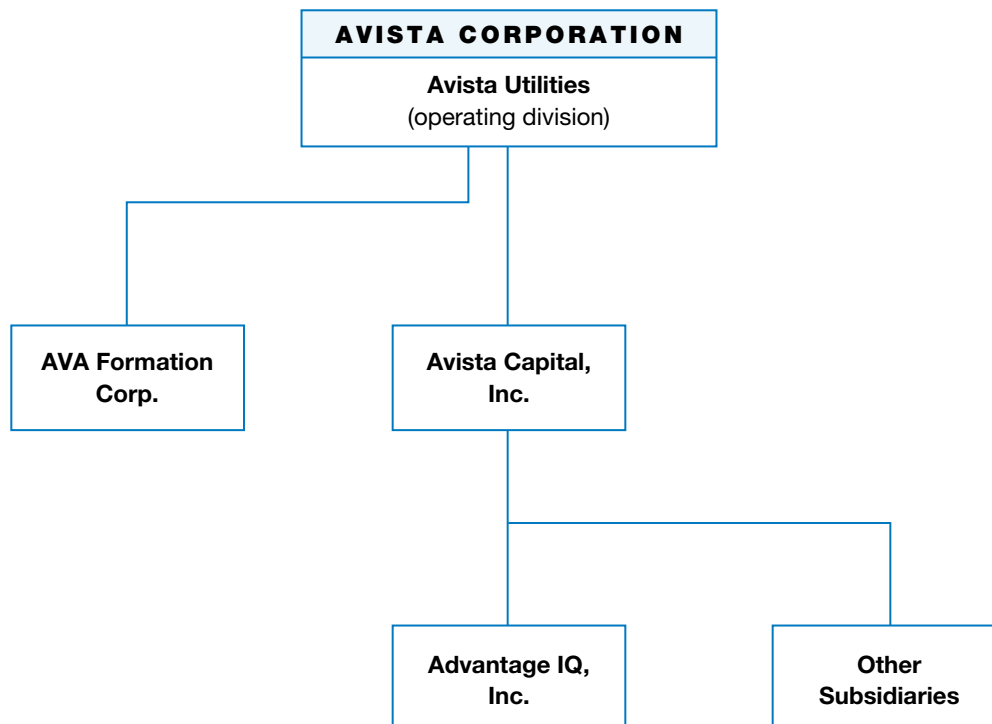 AVISTA CORPORATION
Avista Utilities
(operating division)
AVA Formation
Corp.
Avista Capital,
Inc.
Advantage IQ,
Inc.
Other
Subsidiaries